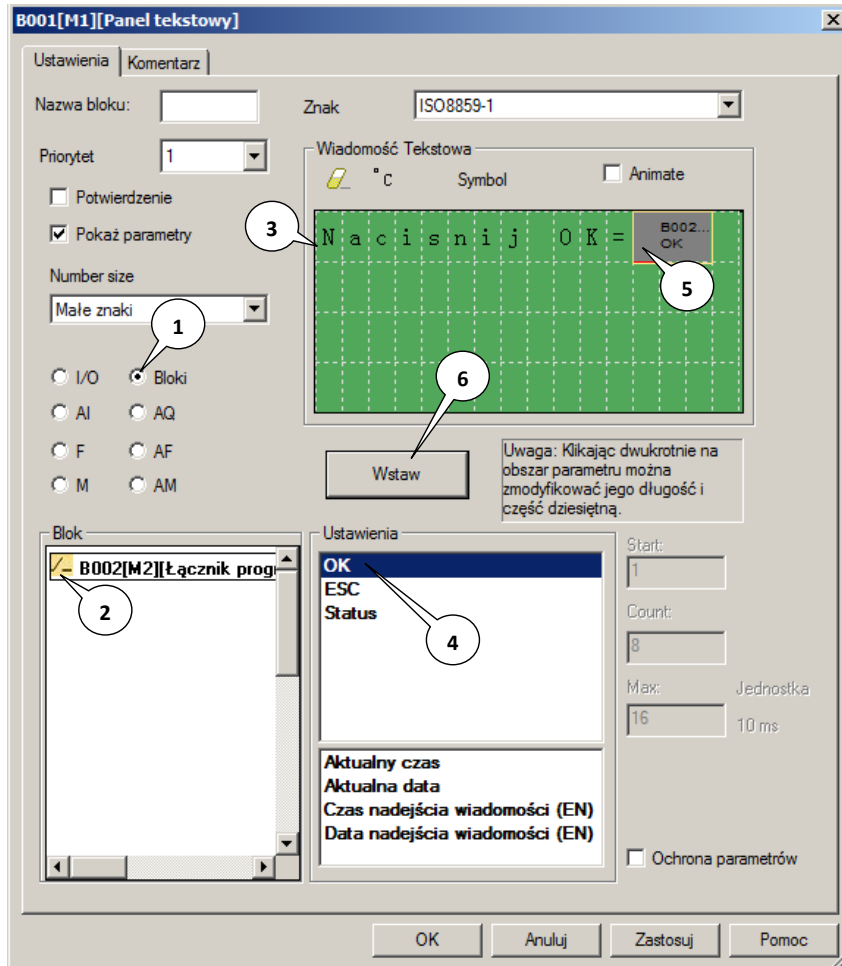 B001[M1][Panel tekstowy]
Ustawienia Komentarz
Nazwa bloku: Znak ISO8859-1
Priorytet 1
Wiadomość Tekstowa
°C Symbol Animate
Potwierdzenie
Pokaż parametry
3
Nacisnij OK= B002...
OK
5
Number size
Małe znaki
1
6
I/O Bloki
AI AQ
F AF
M AM
Wstaw
Uwaga: Klikając dwukrotnie na
obszar parametru można
zmodyfikować jego długość i
część dziesiętną.
Blok
B002[M2][Łącznik progr
2
Ustawienia
OK
ESC
Status
4
Aktualny czas
Aktualna data
Czas nadejścia wiadomości (EN)
Data nadejścia wiadomości (EN)
Start:
1
Count:
8
Max: Jednostka
16 10 ms
Ochrona parametrów
OK Anuluj Zastosuj Pomoc